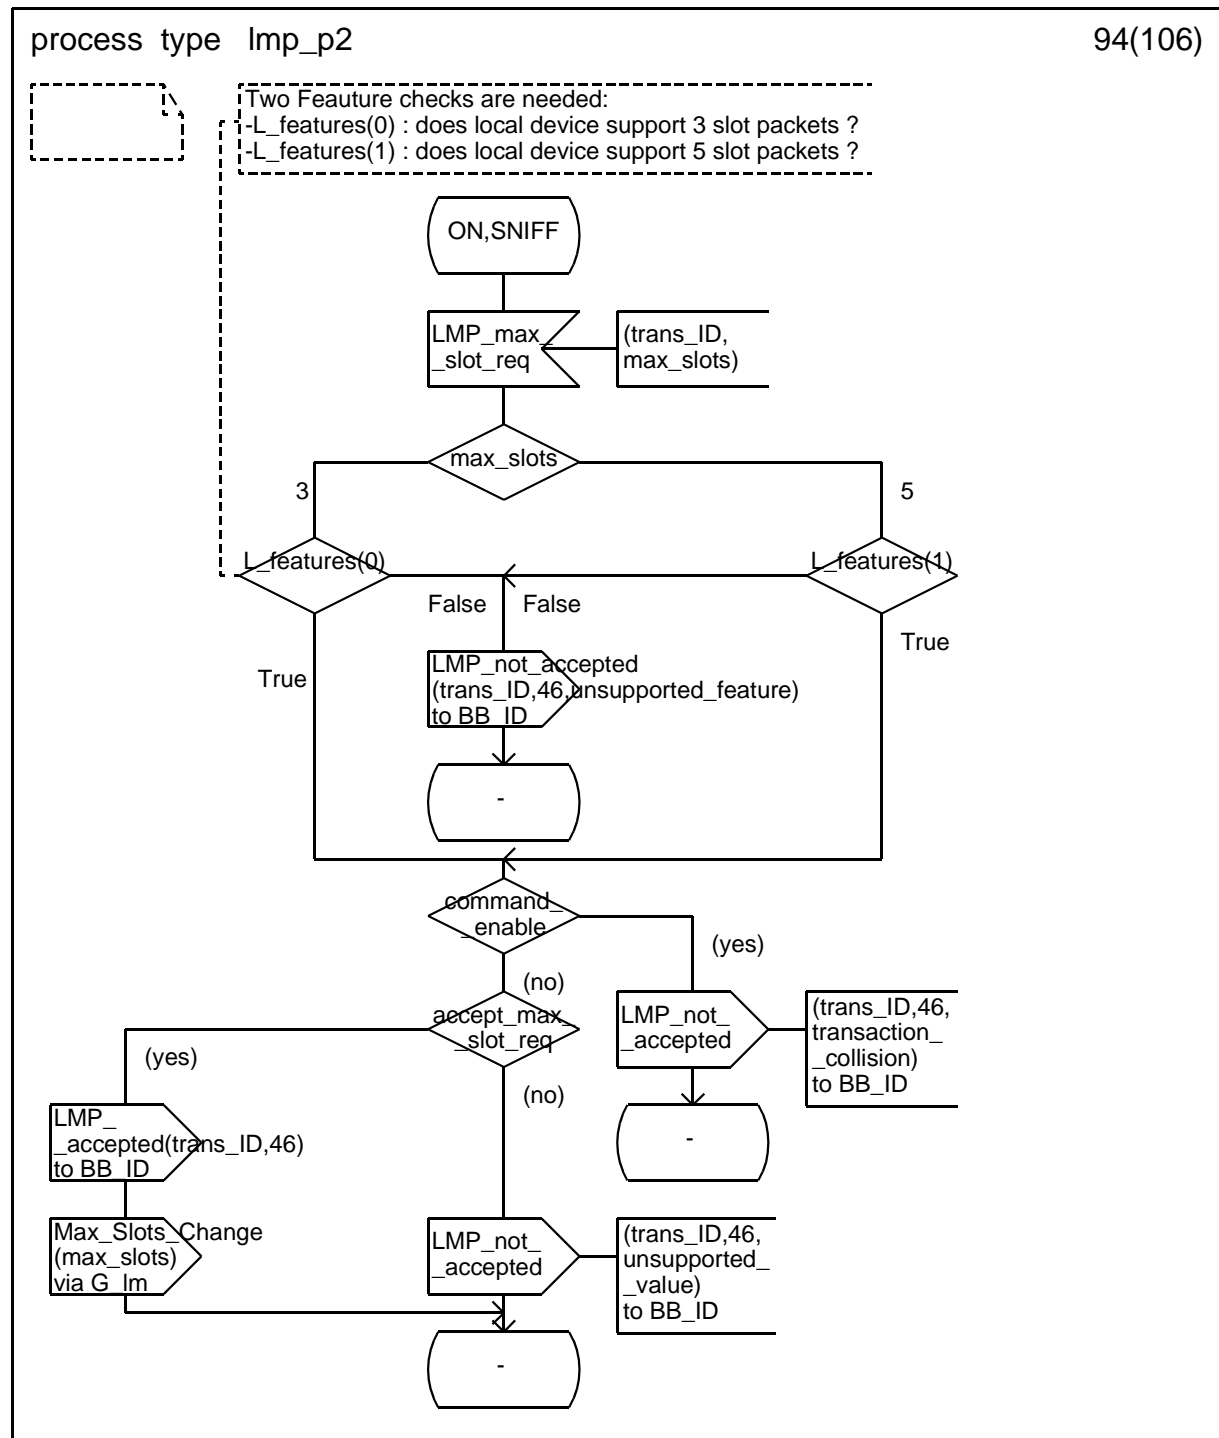 process type lmp_p2
94(106)
Two Feauture checks are needed:
-L_features(0) : does local device support 3 slot packets ?
-L_features(1) : does local device support 5 slot packets ?
ON,SNIFF
LMP_max_
_slot_req
(trans_ID,
max_slots)
max_slots
3
5
L_features(0)
L_features(1)
False
False
True
True
LMP_not_accepted
(trans_ID,46,unsupported_feature)
to BB_ID
-
command_
_enable
(yes)
(no)
accept_max_
_slot_req
LMP_not_
_accepted
(trans_ID,46,
transaction_
_collision)
to BB_ID
(yes)
(no)
-
LMP_
_accepted(trans_ID,46)
to BB_ID
Max_Slots_Change
(max_slots)
via G_lm
LMP_not_
_accepted
(trans_ID,46,
unsupported_
_value)
to BB_ID
-